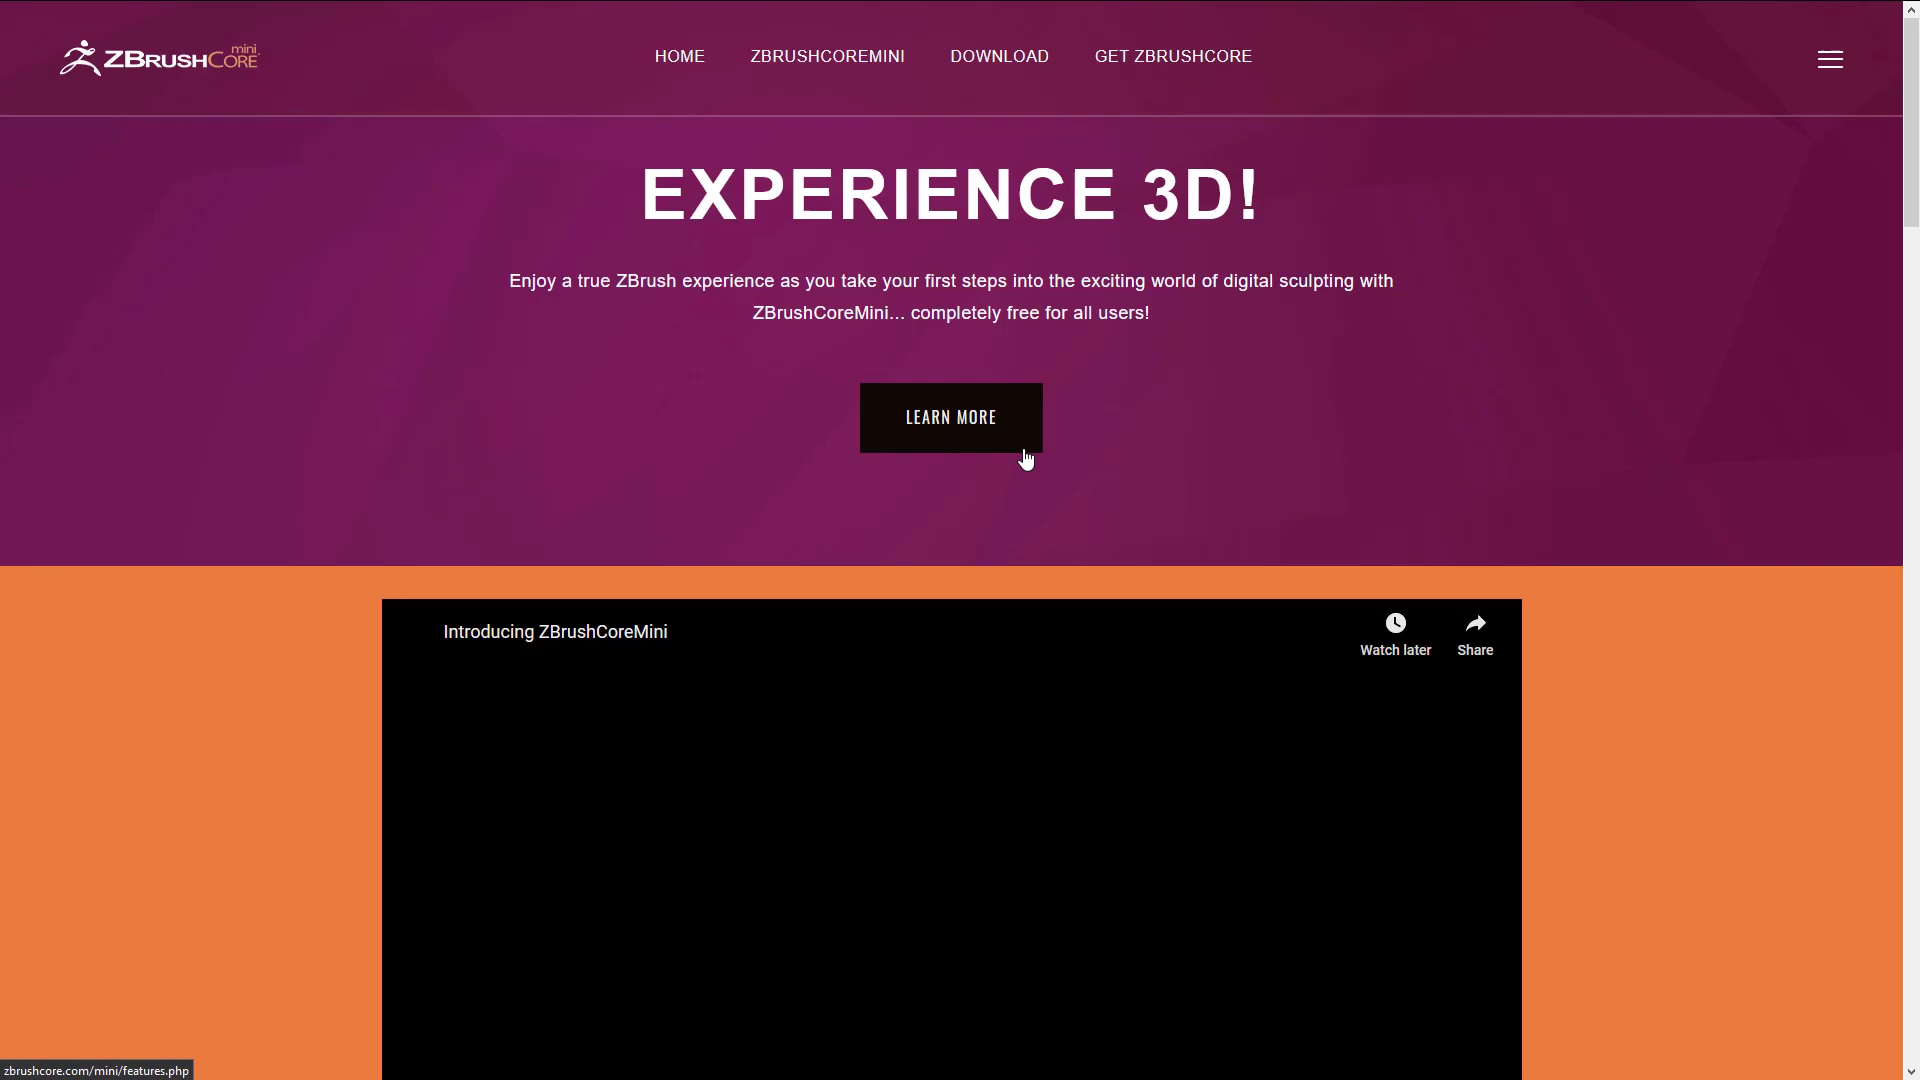 mini
ZBRUSHCORE
HOME
ZBRUSHCOREMINI
DOWNLOAD
GET ZBRUSHCORE
EXPERIENCE 3D!
Enjoy a true ZBrush experience as you take your first steps into the exciting world of digital sculpting with
ZBrushCoreMini... completely free for all users!
LEARN MORE
Introducing ZBrushCoreMini
Watch later
Share
zbrushcore.com/mini/features.php